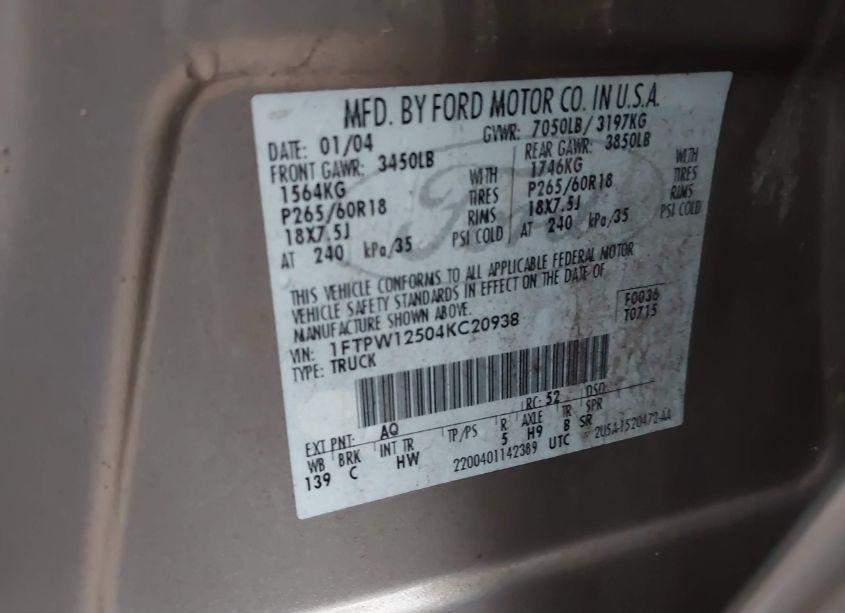 MFD. BY FORD MOTOR CO. IN U.S.A.
DATE: 01/04 GVWR: 7050LB / 3197KG
FRONT GAWR: 3450LB REAR GAWR: 3850LB
1564KG WITH 1746KG WITH
P265/60R18 TIRES P265/60R18 TIRES
18X7.5J RIMS 18X7.5J RIMS
AT 240 kPa/35 PSI COLD AT 240 kPa/35 PSI COLD
Ford
THIS VEHICLE CONFORMS TO ALL APPLICABLE FEDERAL MOTOR
VEHICLE SAFETY STANDARDS IN EFFECT ON THE DATE OF
MANUFACTURE SHOWN ABOVE.
VIN: 1FTPW12504KC20938
TYPE: TRUCK
F0036
T0715
EXT PNT: AQ RC: 52 DSO:
WB BRK INT TR TP/PS R AXLE TR SPR
139 C HW 5 H9 B SR
2200401142389 UTC 2U5A-1520472-AA